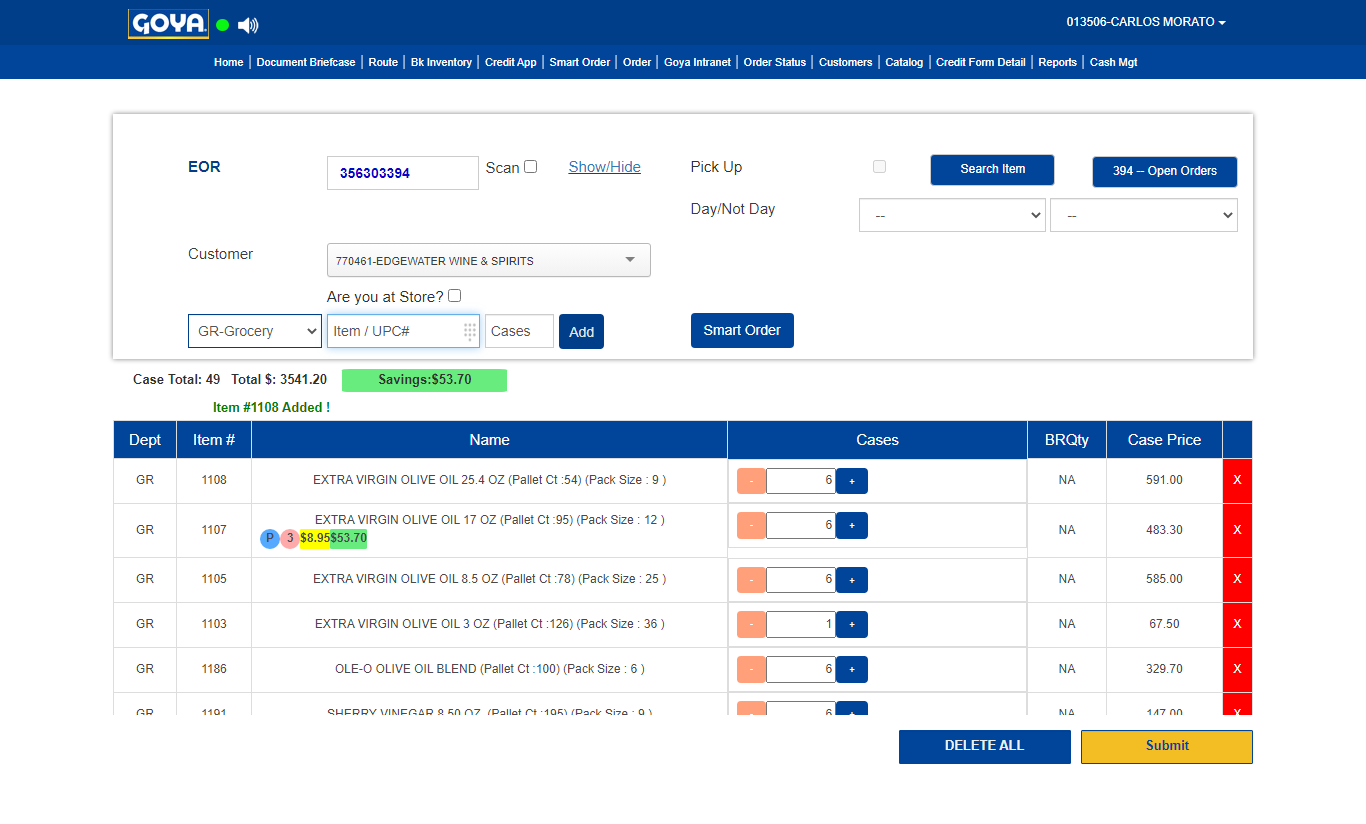 GOYA
013506-CARLOS MORATO
Home | Document Briefcase | Route | Bk Inventory | Credit App | Smart Order | Order | Goya Intranet | Order Status | Customers | Catalog | Credit Form Detail | Reports | Cash Mgt
EOR 356303394 Scan Show/Hide Pick Up Search Item 394 -- Open Orders
Day/Not Day -- --
Customer 770461-EDGEWATER WINE & SPIRITS
Are you at Store?
GR-Grocery Item / UPC# Cases Add Smart Order
Case Total: 49 Total $: 3541.20 Savings:$53.70
Item #1108 Added !
Dept Item # Name Cases BRQty Case Price
GR 1108 EXTRA VIRGIN OLIVE OIL 25.4 OZ (Pallet Ct :54) (Pack Size : 9 ) - 6 + NA 591.00 X
GR 1107 EXTRA VIRGIN OLIVE OIL 17 OZ (Pallet Ct :95) (Pack Size : 12 ) - 6 + NA 483.30 X
P 3 $8.95 $53.70
GR 1105 EXTRA VIRGIN OLIVE OIL 8.5 OZ (Pallet Ct :78) (Pack Size : 25 ) - 6 + NA 585.00 X
GR 1103 EXTRA VIRGIN OLIVE OIL 3 OZ (Pallet Ct :126) (Pack Size : 36 ) - 1 + NA 67.50 X
GR 1186 OLE-O OLIVE OIL BLEND (Pallet Ct :100) (Pack Size : 6 ) - 6 + NA 329.70 X
GR 1191 SHERRY VINEGAR 8.50 OZ. (Pallet Ct :195) (Pack Size : 9 ) - 6 + NA 147.00 X
DELETE ALL Submit